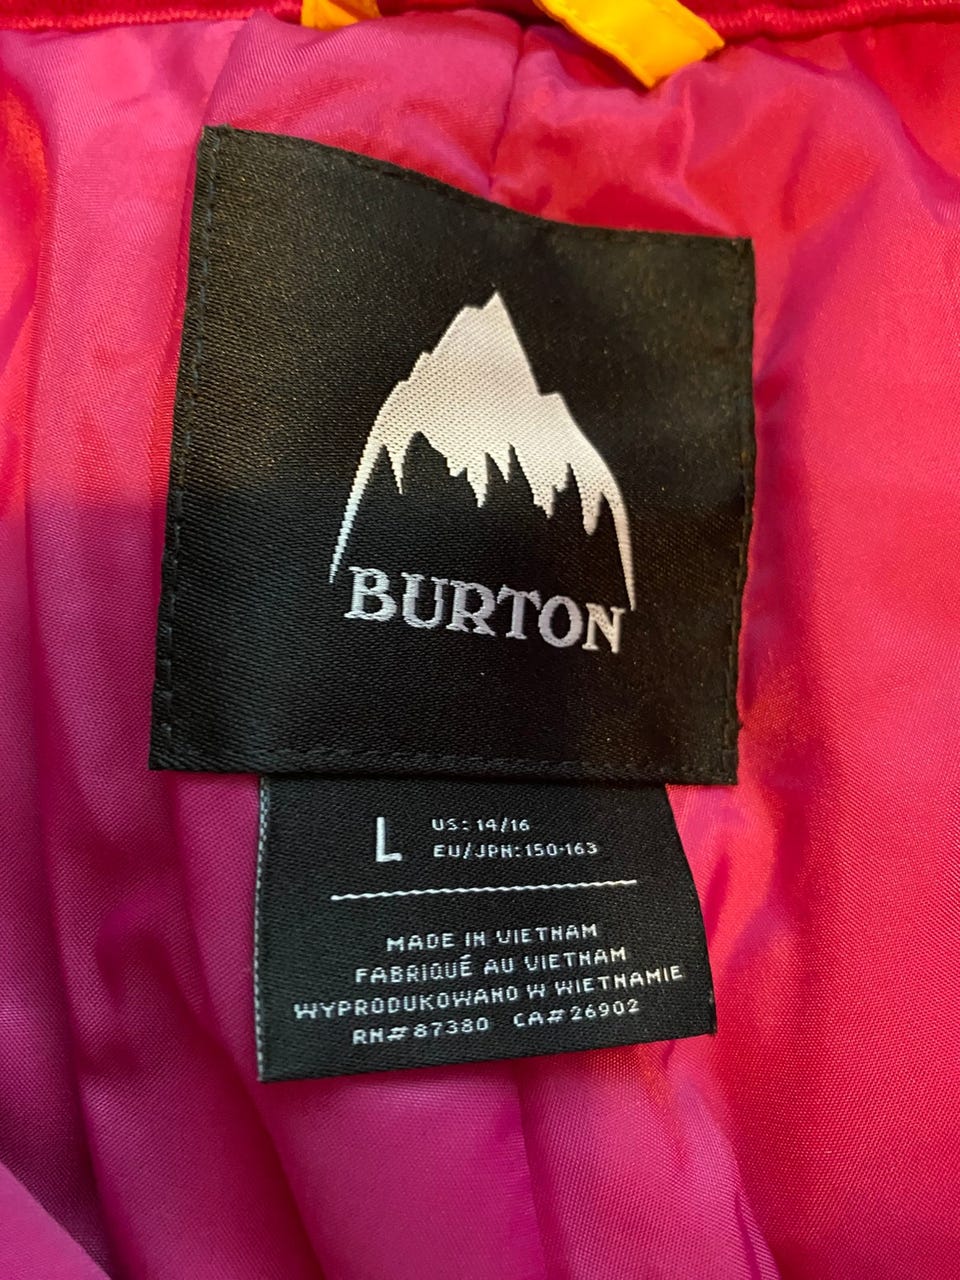 BURTON
L
US: 14/16
EU/JPN: 150-163
MADE IN VIETNAM
FABRIQUÉ AU VIETNAM
WYPRODUKOWANO W WIETNAMIE
RN# 87380 CA# 26902